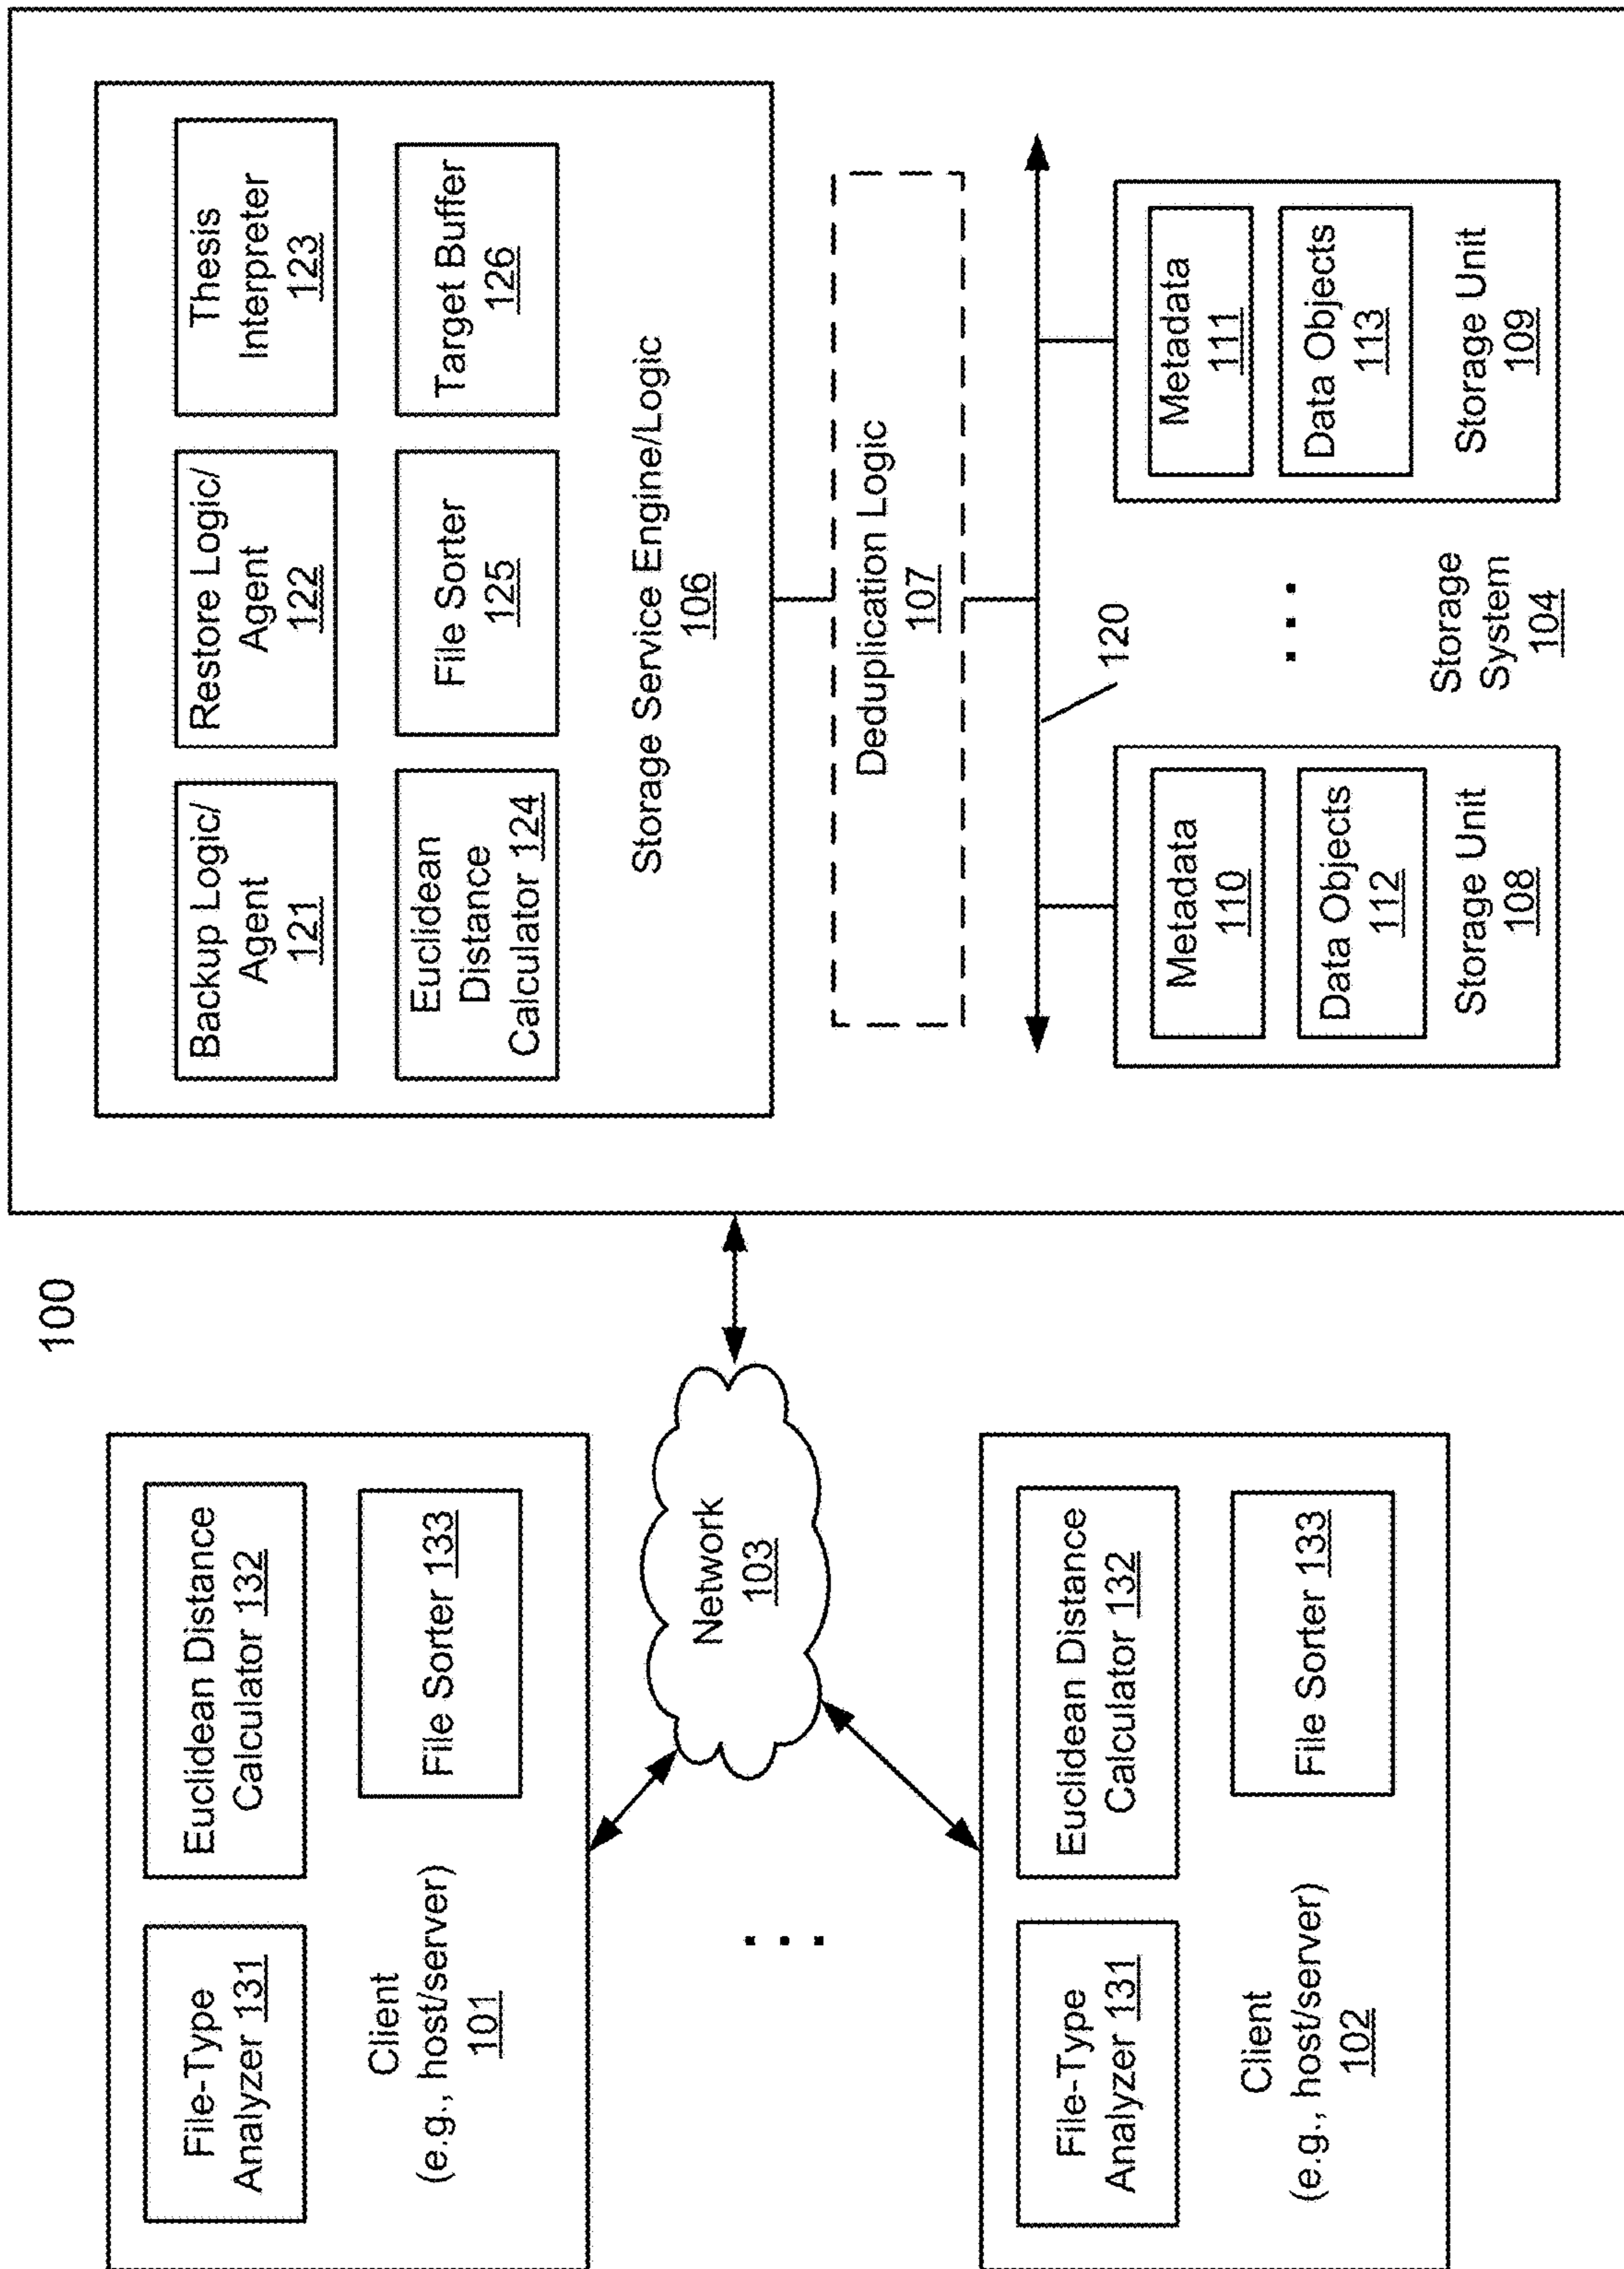 100
File-Type
Analyzer 131
Euclidean Distance
Calculator 132
Client
(e.g., host/server)
101
File Sorter 133
Network
103
. . .
File-Type
Analyzer 131
Euclidean Distance
Calculator 132
Client
(e.g., host/server)
102
File Sorter 133
Backup Logic/
Agent
121
Restore Logic/
Agent
122
Thesis
Interpreter
123
Euclidean
Distance
Calculator 124
File Sorter
125
Target Buffer
126
Storage Service Engine/Logic
106
Deduplication Logic
107
120
Metadata
110
Data Objects
112
Storage Unit
108
. . .
Metadata
111
Data Objects
113
Storage Unit
109
Storage
System
104